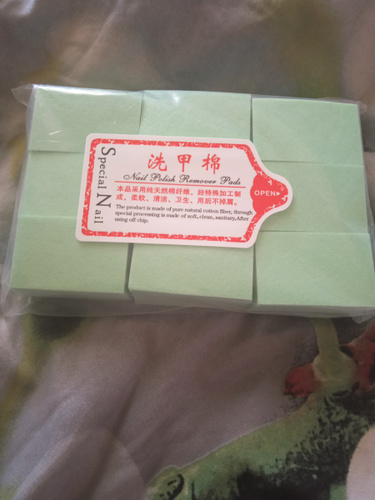 Special Nail
洗甲棉
Nail Polish Remover Pads
本品采用纯天然棉纤维，经特殊加工制
成，柔软、清洁、卫生，用后不掉屑。
The product is made of pure natural cotton fiber, through
special processing is made of soft,clean,sanitary,After
using off chip.
OPEN